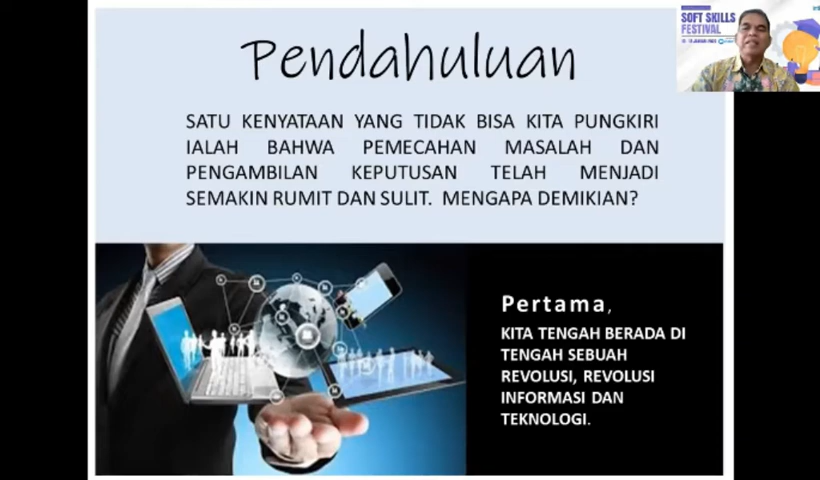 Pendahuluan
SATU KENYATAAN YANG TIDAK BISA KITA PUNGKIRI
IALAH BAHWA PEMECAHAN MASALAH DAN
PENGAMBILAN KEPUTUSAN TELAH MENJADI
SEMAKIN RUMIT DAN SULIT. MENGAPA DEMIKIAN?
Pertama,
KITA TENGAH BERADA DI
TENGAH SEBUAH
REVOLUSI, REVOLUSI
INFORMASI DAN
TEKNOLOGI.
SOFT SKILLS
FESTIVAL